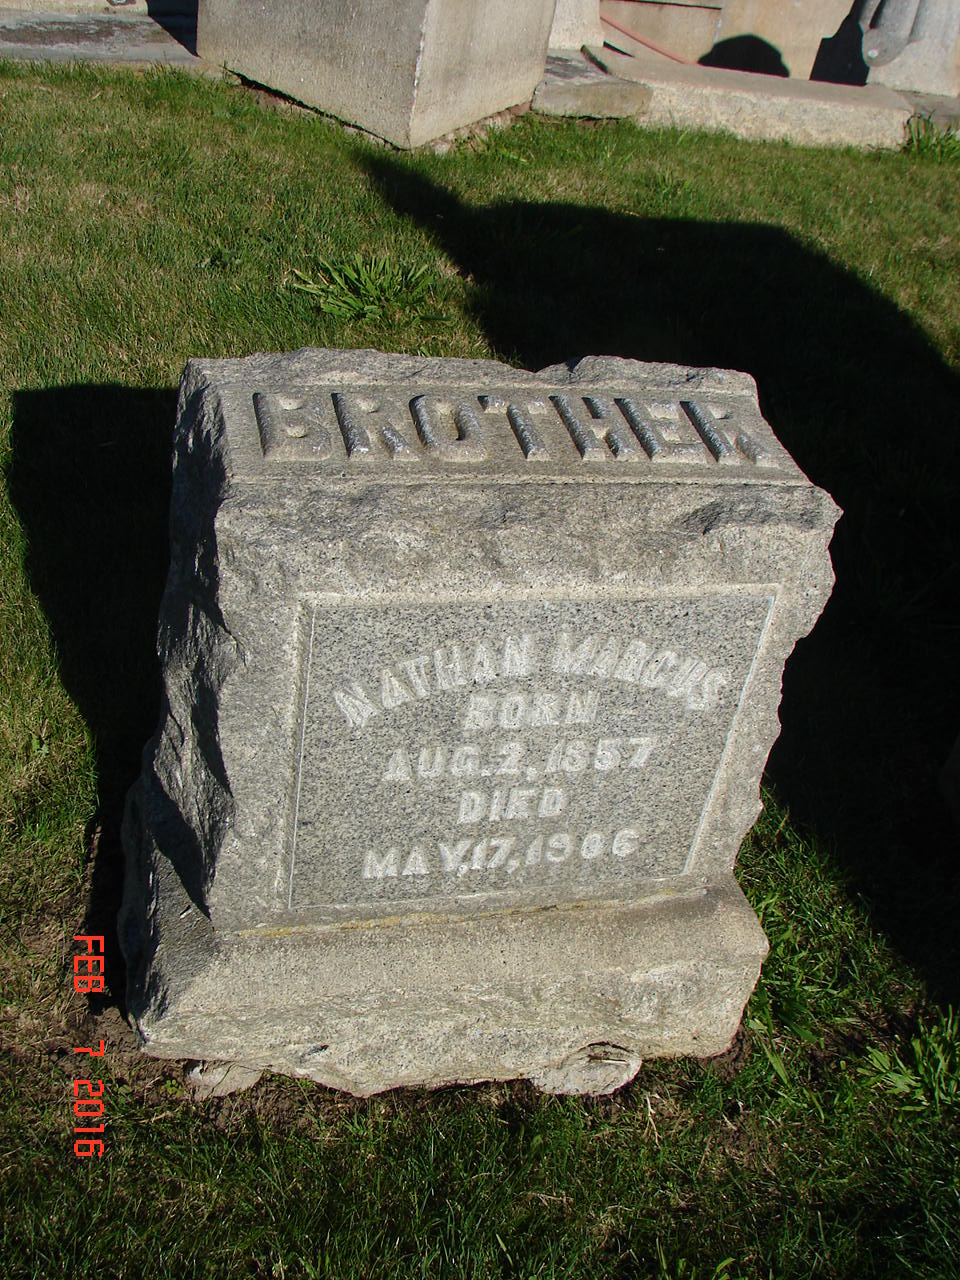 BROTHER
NATHAN MARCUS
BORN
AUG. 2, 1857
DIED
MAY, 17, 1906
FEB 7 2016